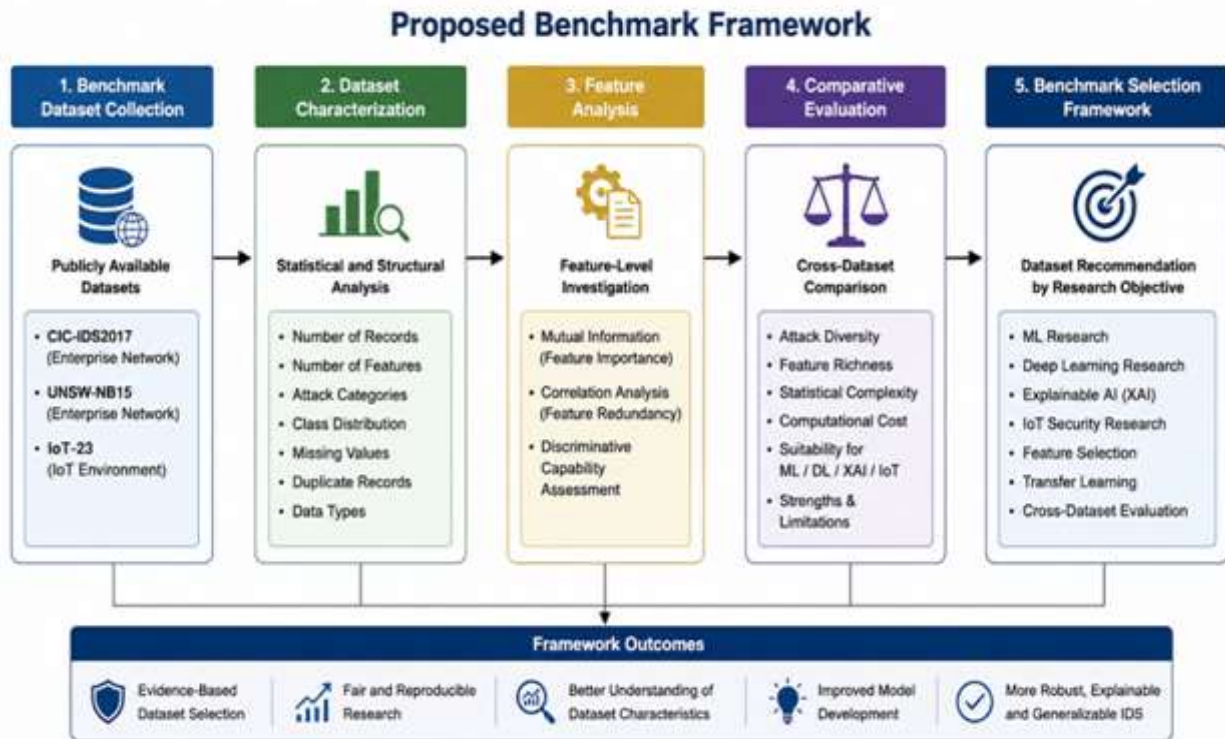 Proposed Benchmark Framework
1. Benchmark
Dataset Collection
2. Dataset
Characterization
3. Feature
Analysis
4. Comparative
Evaluation
5. Benchmark Selection
Framework
Publicly Available
Datasets
• CIC-IDS2017
(Enterprise Network)
• UNSW-NB15
(Enterprise Network)
• IoT-23
(IoT Environment)
Statistical and Structural
Analysis
• Number of Records
• Number of Features
• Attack Categories
• Class Distribution
• Missing Values
• Duplicate Records
• Data Types
Feature-Level
Investigation
• Mutual Information
(Feature Importance)
• Correlation Analysis
(Feature Redundancy)
• Discriminative
Capability
Assessment
Cross-Dataset
Comparison
• Attack Diversity
• Feature Richness
• Statistical Complexity
• Computational Cost
• Suitability for
ML / DL / XAI / IoT
• Strengths &
Limitations
Dataset Recommendation
by Research Objective
• ML Research
• Deep Learning Research
• Explainable AI (XAI)
• IoT Security Research
• Feature Selection
• Transfer Learning
• Cross-Dataset Evaluation
Framework Outcomes
Evidence-Based
Dataset Selection
Fair and Reproducible
Research
Better Understanding of
Dataset Characteristics
Improved Model
Development
More Robust, Explainable
and Generalizable IDS